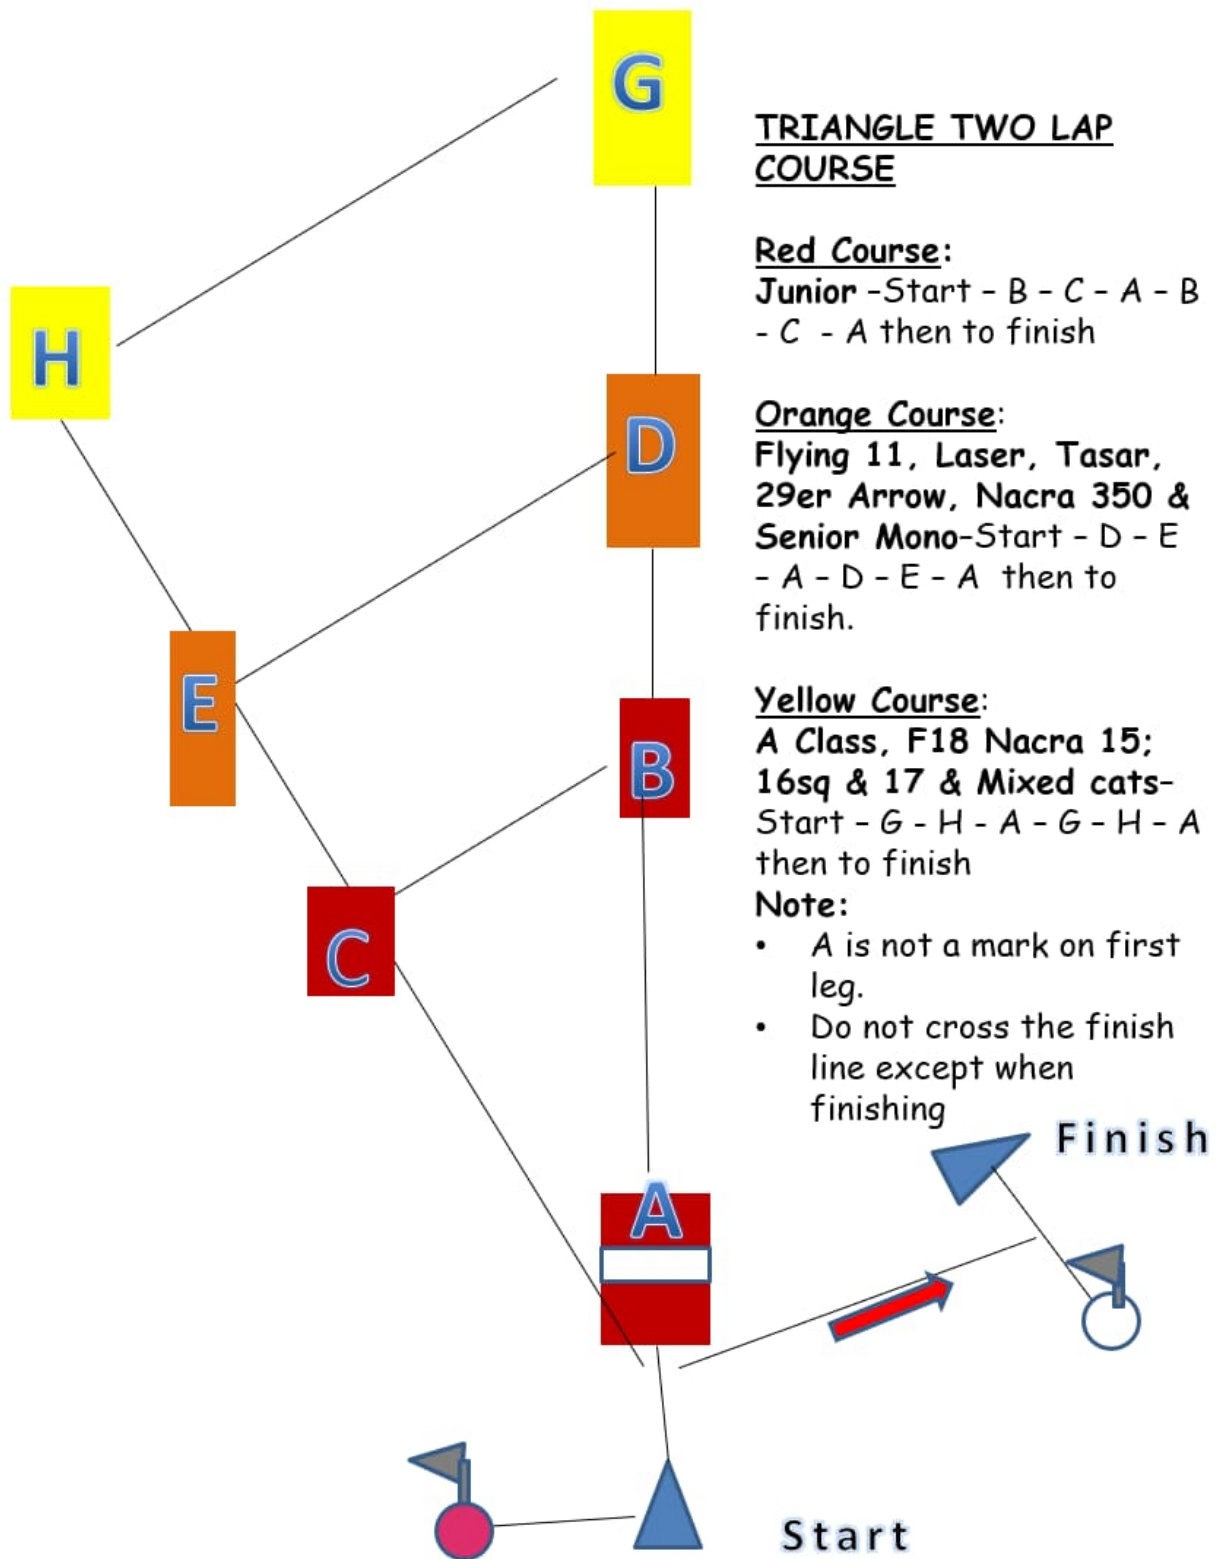 G
TRIANGLE TWO LAP
COURSE
Red Course:
Junior -Start - B - C - A - B
- C  - A then to finish
H
Orange Course:
Flying 11, Laser, Tasar,
29er Arrow, Nacra 350 &
Senior Mono-Start - D - E
- A - D - E - A  then to
finish.
D
E
Yellow Course:
A Class, F18 Nacra 15;
16sq & 17 & Mixed cats-
Start - G - H - A - G - H - A
then to finish
Note:
• A is not a mark on first
leg.
• Do not cross the finish
line except when
finishing
B
C
A
Finish
Start